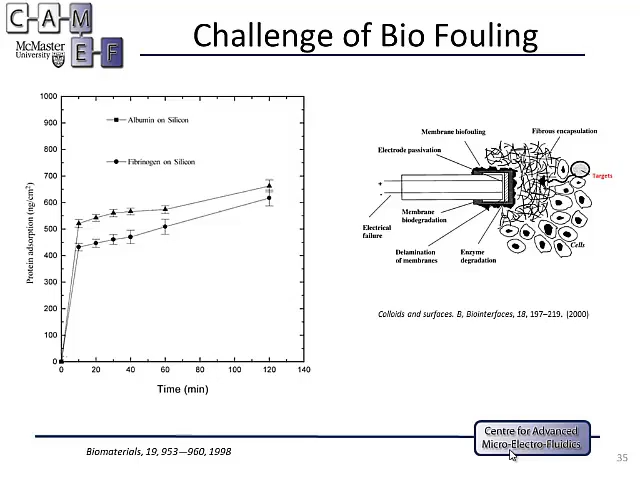 C A M
E F
McMaster
University
Challenge of Bio Fouling
1000
900
800
700
600
500
400
300
200
100
0
Protein adsorption (ng/cm²)
Albumin on Silicon
Fibrinogen on Silicon
0 20 40 60 80 100 120 140
Time (min)
Membrane biofouling
Fibrous encapsulation
Electrode passivation
Targets
+
-
Membrane
biodegradation
Electrical
failure
Delamination
of membranes
Enzyme
degradation
Cells
Colloids and surfaces. B, Biointerfaces, 18, 197–219. (2000)
Centre for Advanced
Micro-Electro-Fluidics
Biomaterials, 19, 953—960, 1998
35